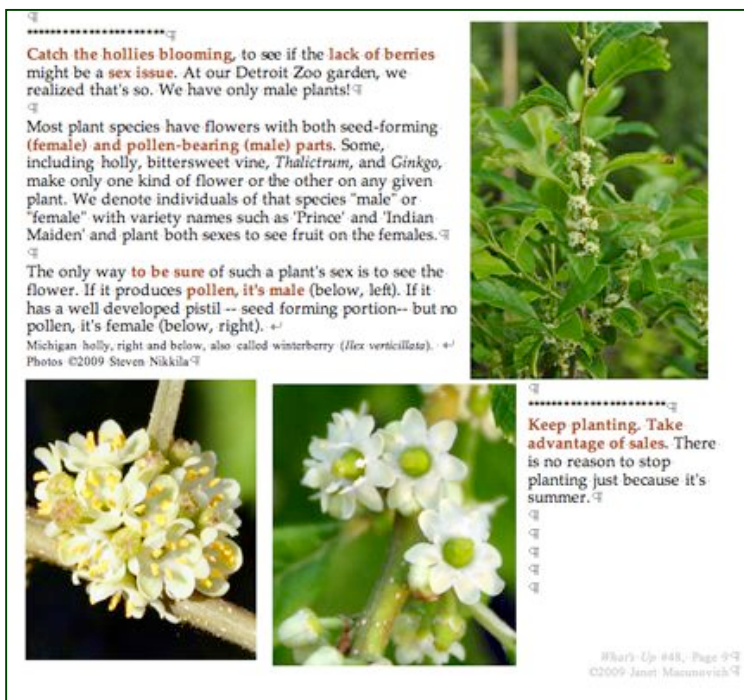 **********************
Catch the hollies blooming, to see if the lack of berries
might be a sex issue. At our Detroit Zoo garden, we
realized that's so. We have only male plants!
Most plant species have flowers with both seed-forming
(female) and pollen-bearing (male) parts. Some,
including holly, bittersweet vine, Thalictrum, and Ginkgo,
make only one kind of flower or the other on any given
plant. We denote individuals of that species "male" or
"female" with variety names such as 'Prince' and 'Indian
Maiden' and plant both sexes to see fruit on the females.
The only way to be sure of such a plant's sex is to see the
flower. If it produces pollen, it's male (below, left). If it
has a well developed pistil -- seed forming portion-- but no
pollen, it's female (below, right).
Michigan holly, right and below, also called winterberry (Ilex verticillata).
Photos ©2009 Steven Nikkila
**********************
Keep planting. Take
advantage of sales. There
is no reason to stop
planting just because it's
summer.
What's Up #48, Page 9
©2009 Janet Macunovich